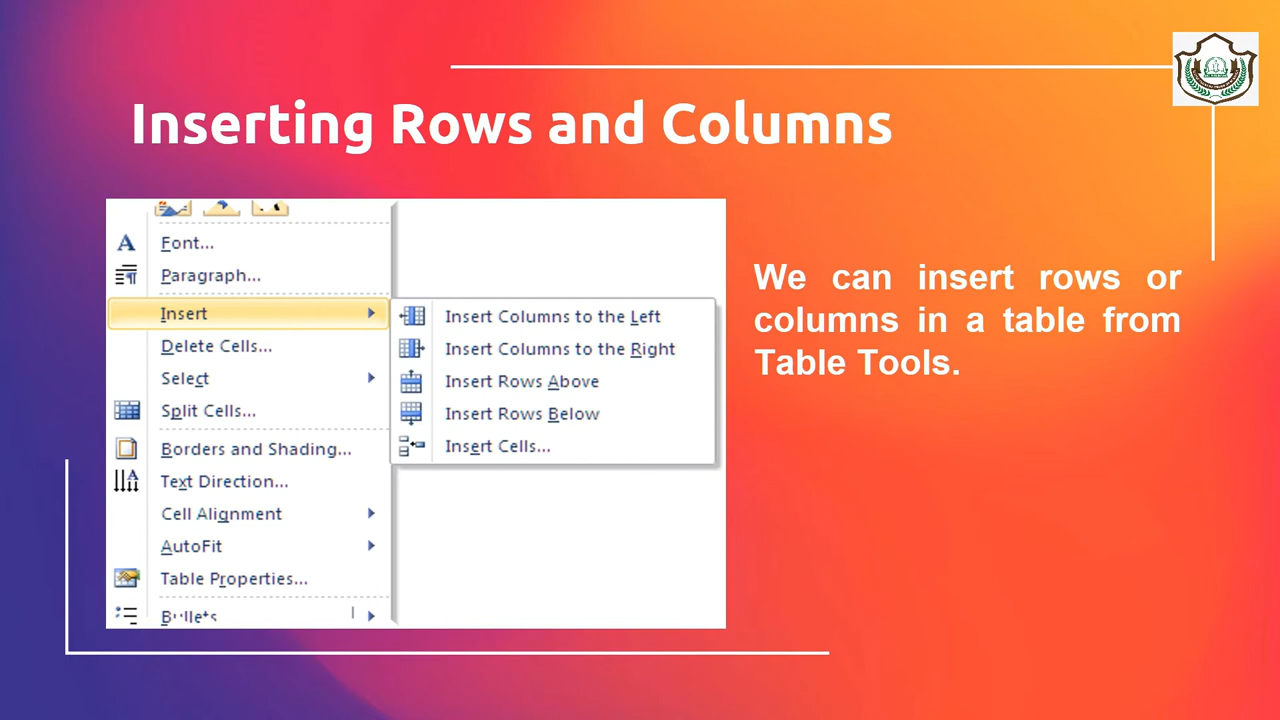 Inserting Rows and Columns
Font...
Paragraph...
Insert
Delete Cells...
Select
Split Cells...
Borders and Shading...
Text Direction...
Cell Alignment
AutoFit
Table Properties...
Bullets
Insert Columns to the Left
Insert Columns to the Right
Insert Rows Above
Insert Rows Below
Insert Cells...
We can insert rows or
columns in a table from
Table Tools.